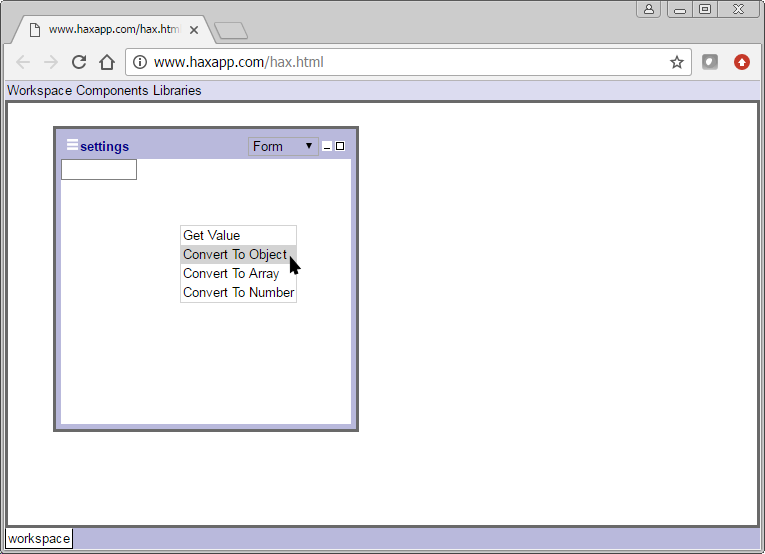 www.haxapp.com/hax.html
www.haxapp.com/hax.html
Workspace Components Libraries
settings
Form
Get Value
Convert To Object
Convert To Array
Convert To Number
workspace